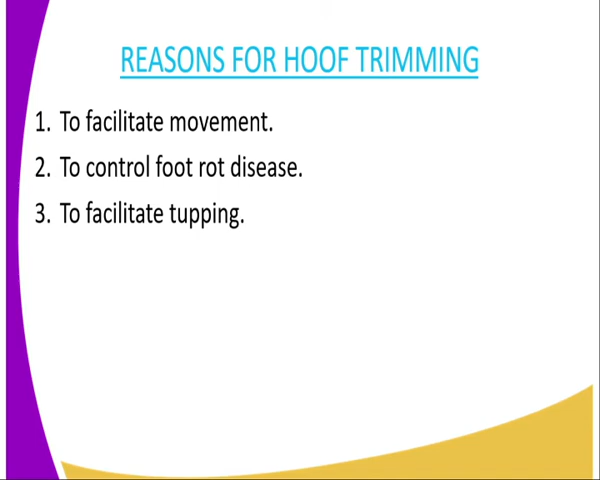 REASONS FOR HOOF TRIMMING
1. To facilitate movement.
2. To control foot rot disease.
3. To facilitate tupping.